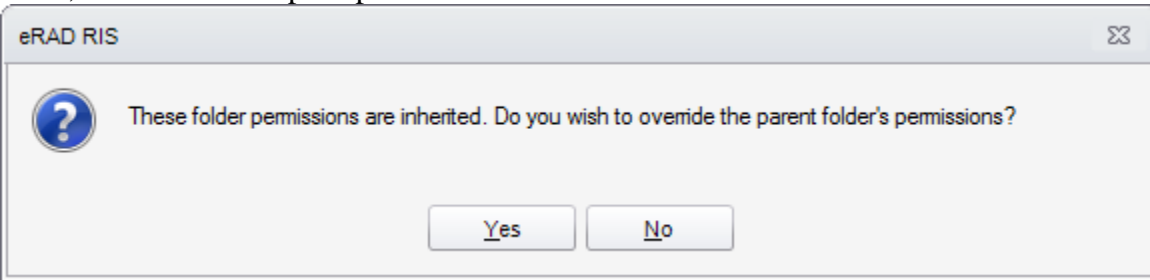 eRAD RIS
These folder permissions are inherited. Do you wish to override the parent folder's permissions?
Yes
No